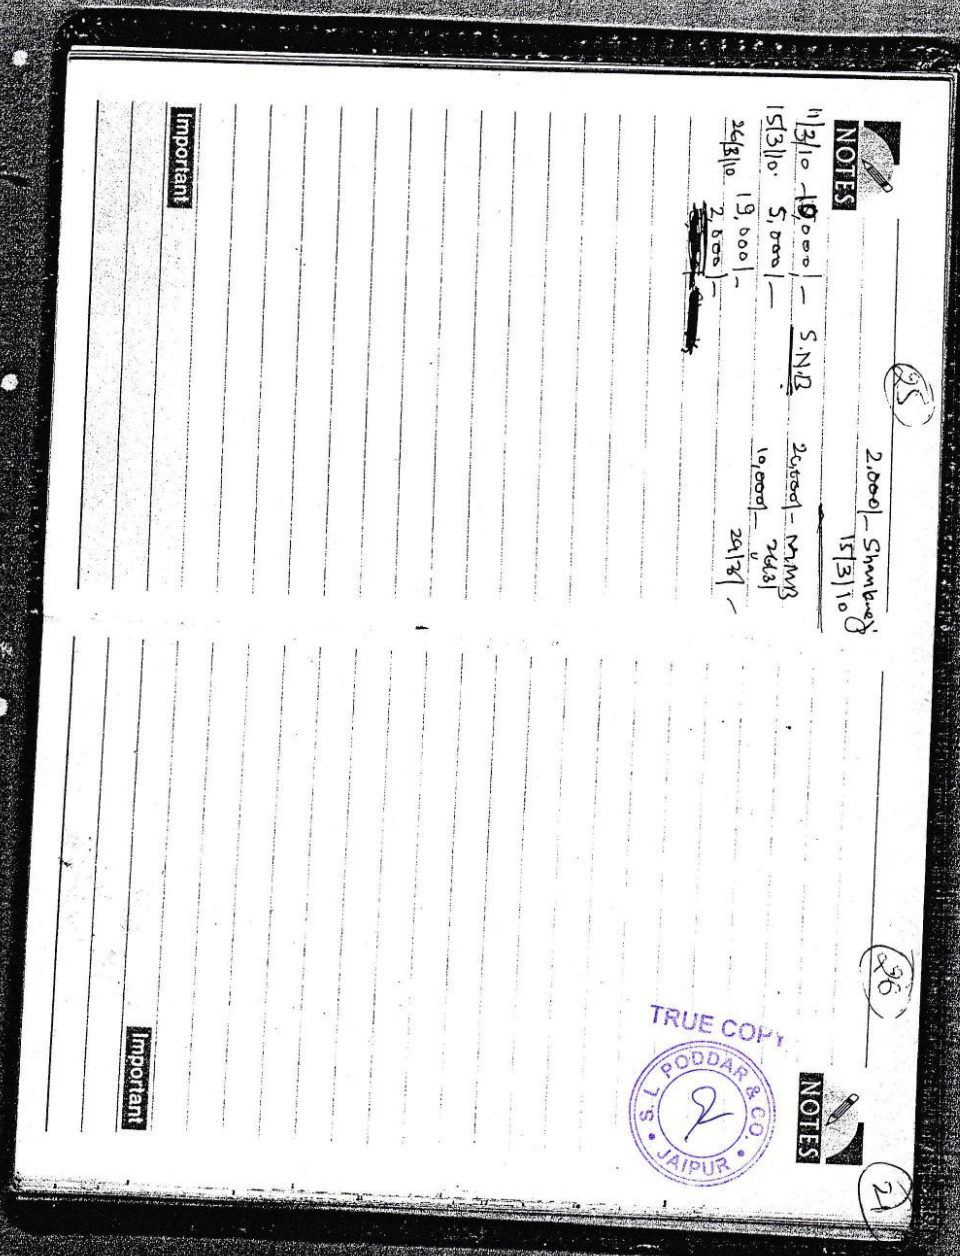 NOTES
25
2,000/- Shambuaji
15/3/10
11/3/10 10,000/- S.N.B
15/3/10. 5,000/-
20,000/- 26/3/
19,000/-
10,000/- 29/3/-
26/3/10 2,000/-
Important
26
NOTES
21
TRUE COPY
S. L. PODDAR & CO.
JAIPUR
Important